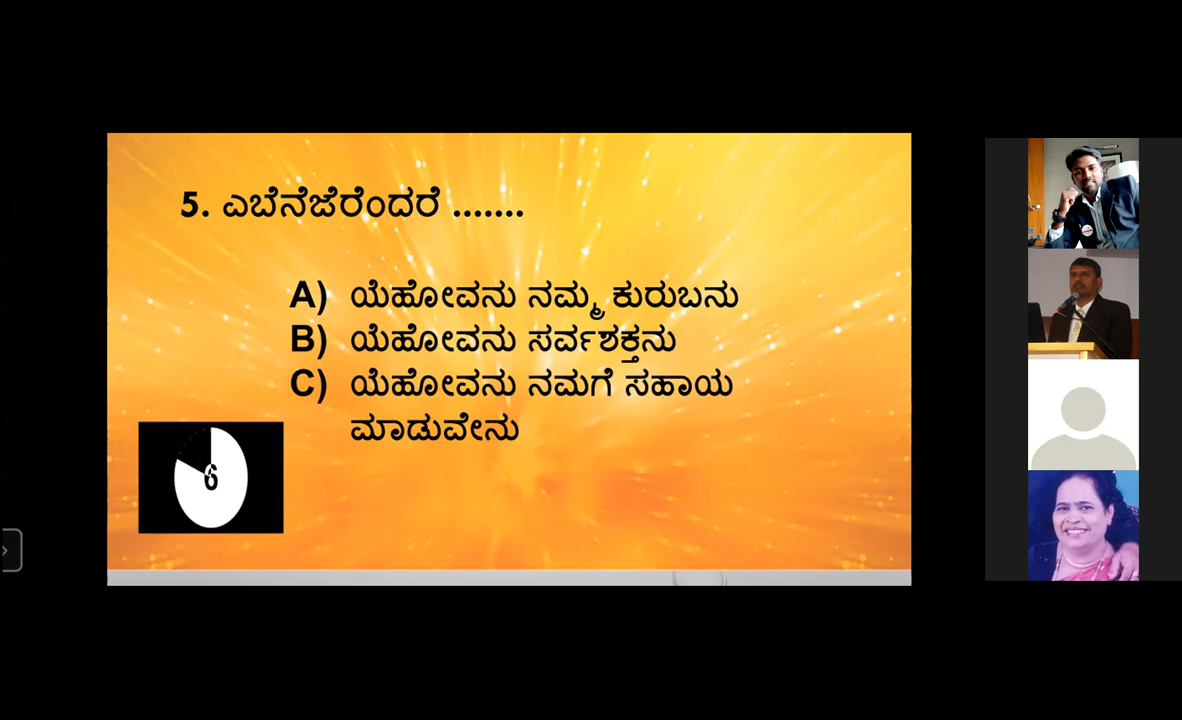 5. ಎಬೆನೆಜೆರೆಂದರೆ .......
A) ಯೆಹೋವನು ನಮ್ಮ ಕುರುಬನು
B) ಯೆಹೋವನು ಸರ್ವಶಕ್ತನು
C) ಯೆಹೋವನು ನಮಗೆ ಸಹಾಯ
ಮಾಡುವೇನು
6